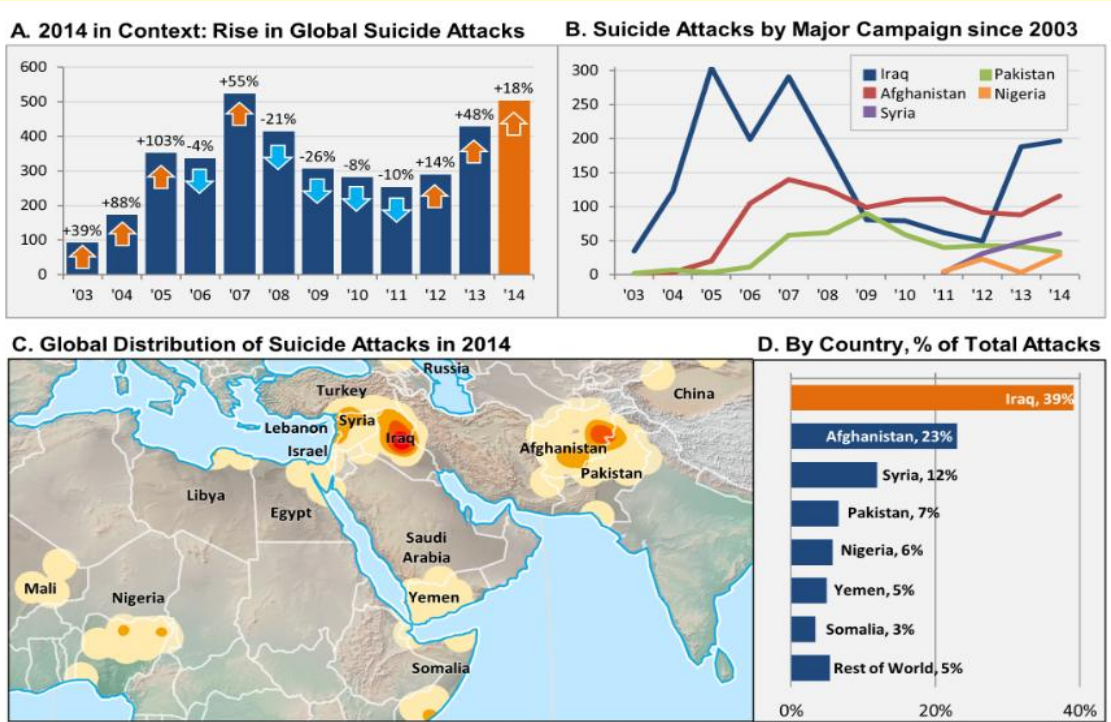 A. 2014 in Context: Rise in Global Suicide Attacks
600
500
400
300
200
100
0
+39%
+88%
+103%
-4%
+55%
-21%
-26%
-8%
-10%
+14%
+48%
+18%
'03 '04 '05 '06 '07 '08 '09 '10 '11 '12 '13 '14
B. Suicide Attacks by Major Campaign since 2003
300
250
200
150
100
50
0
Iraq
Pakistan
Afghanistan
Nigeria
Syria
'03 '04 '05 '06 '07 '08 '09 '10 '11 '12 '13 '14
C. Global Distribution of Suicide Attacks in 2014
Russia
Turkey
China
Syria
Lebanon
Iraq
Israel
Afghanistan
Pakistan
Libya
Egypt
Saudi
Arabia
Mali
Nigeria
Yemen
Somalia
D. By Country, % of Total Attacks
Iraq, 39%
Afghanistan, 23%
Syria, 12%
Pakistan, 7%
Nigeria, 6%
Yemen, 5%
Somalia, 3%
Rest of World, 5%
0% 20% 40%